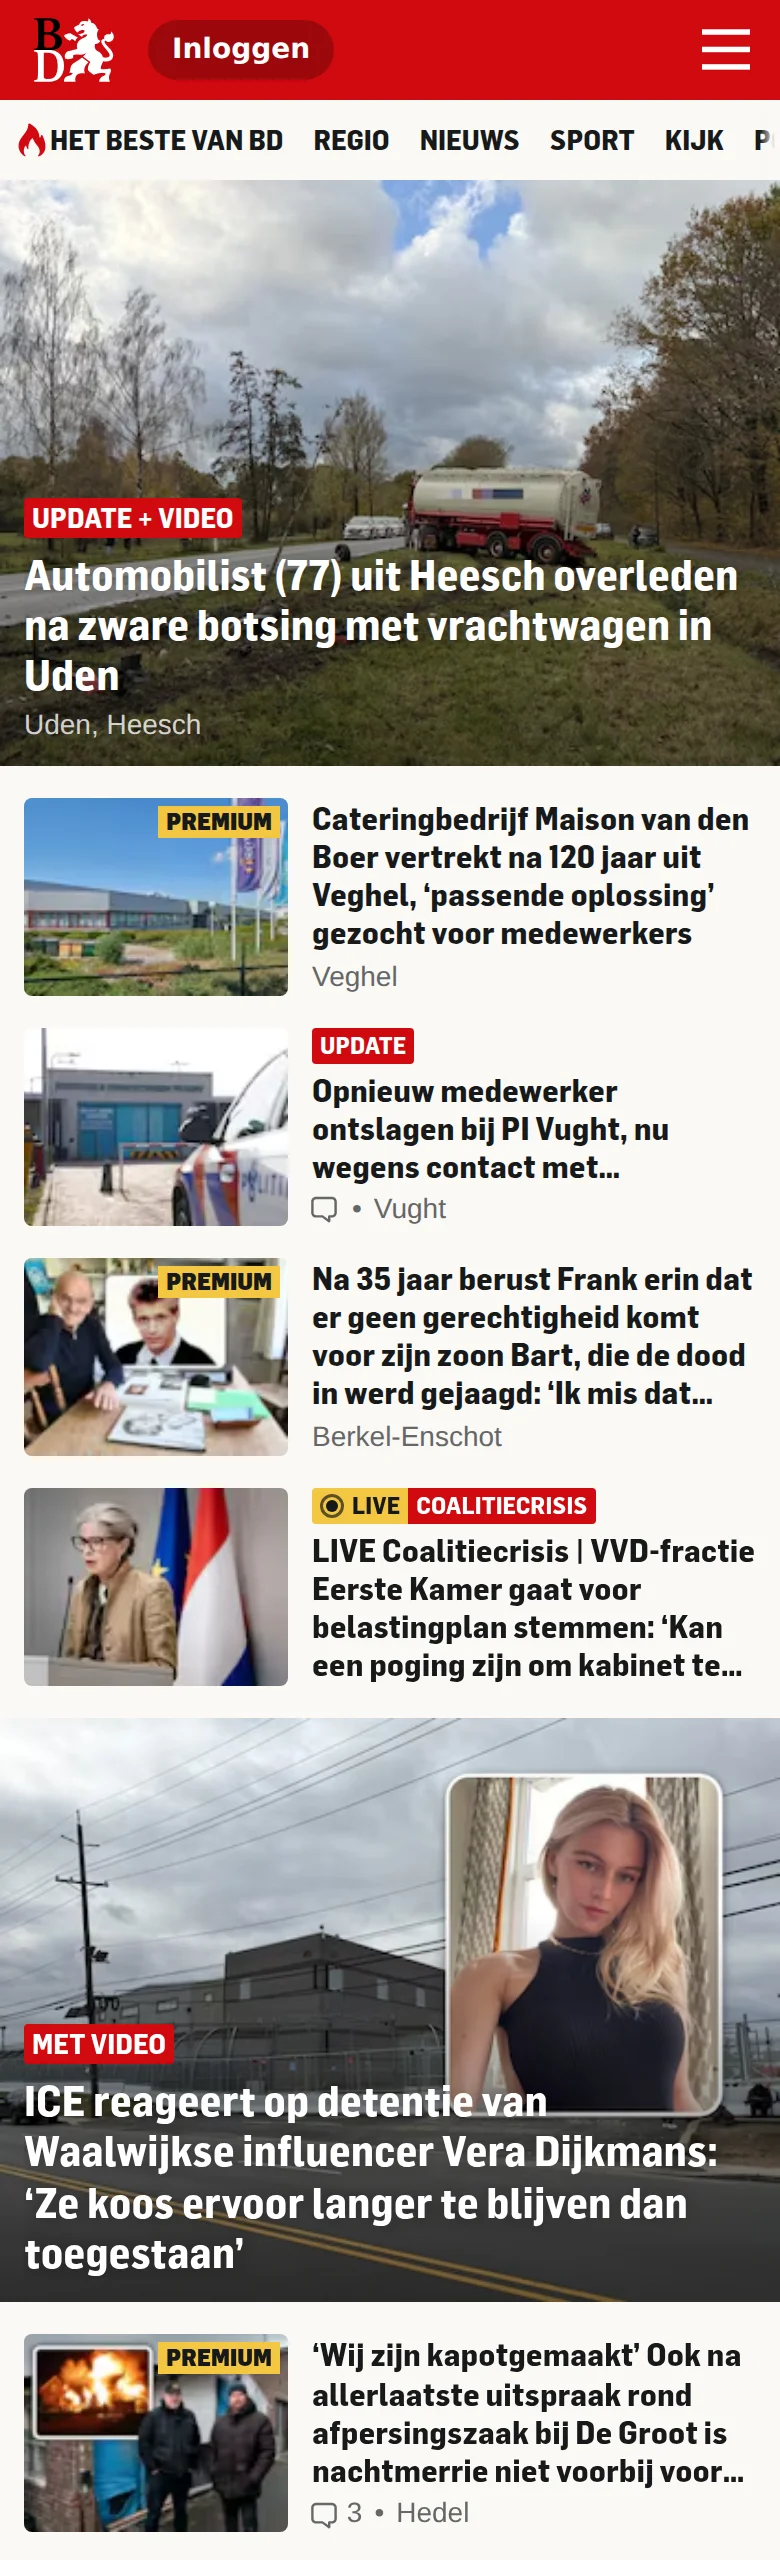 BD
Inloggen
HET BESTE VAN BD REGIO NIEUWS SPORT KIJK
UPDATE + VIDEO
Automobilist (77) uit Heesch overleden
na zware botsing met vrachtwagen in
Uden
Uden, Heesch
PREMIUM
Cateringbedrijf Maison van den
Boer vertrekt na 120 jaar uit
Veghel, ‘passende oplossing’
gezocht voor medewerkers
Veghel
UPDATE
Opnieuw medewerker
ontslagen bij PI Vught, nu
wegens contact met...
• Vught
PREMIUM
Na 35 jaar berust Frank erin dat
er geen gerechtigheid komt
voor zijn zoon Bart, die de dood
in werd gejaagd: ‘Ik mis dat...
Berkel-Enschot
LIVE COALITIECRISIS
LIVE Coalitiecrisis | VVD-fractie
Eerste Kamer gaat voor
belastingplan stemmen: ‘Kan
een poging zijn om kabinet te...
MET VIDEO
ICE reageert op detentie van
Waalwijkse influencer Vera Dijkmans:
‘Ze koos ervoor langer te blijven dan
toegestaan’
PREMIUM
‘Wij zijn kapotgemaakt’ Ook na
allerlaatste uitspraak rond
afpersingszaak bij De Groot is
nachtmerrie niet voorbij voor...
3 • Hedel